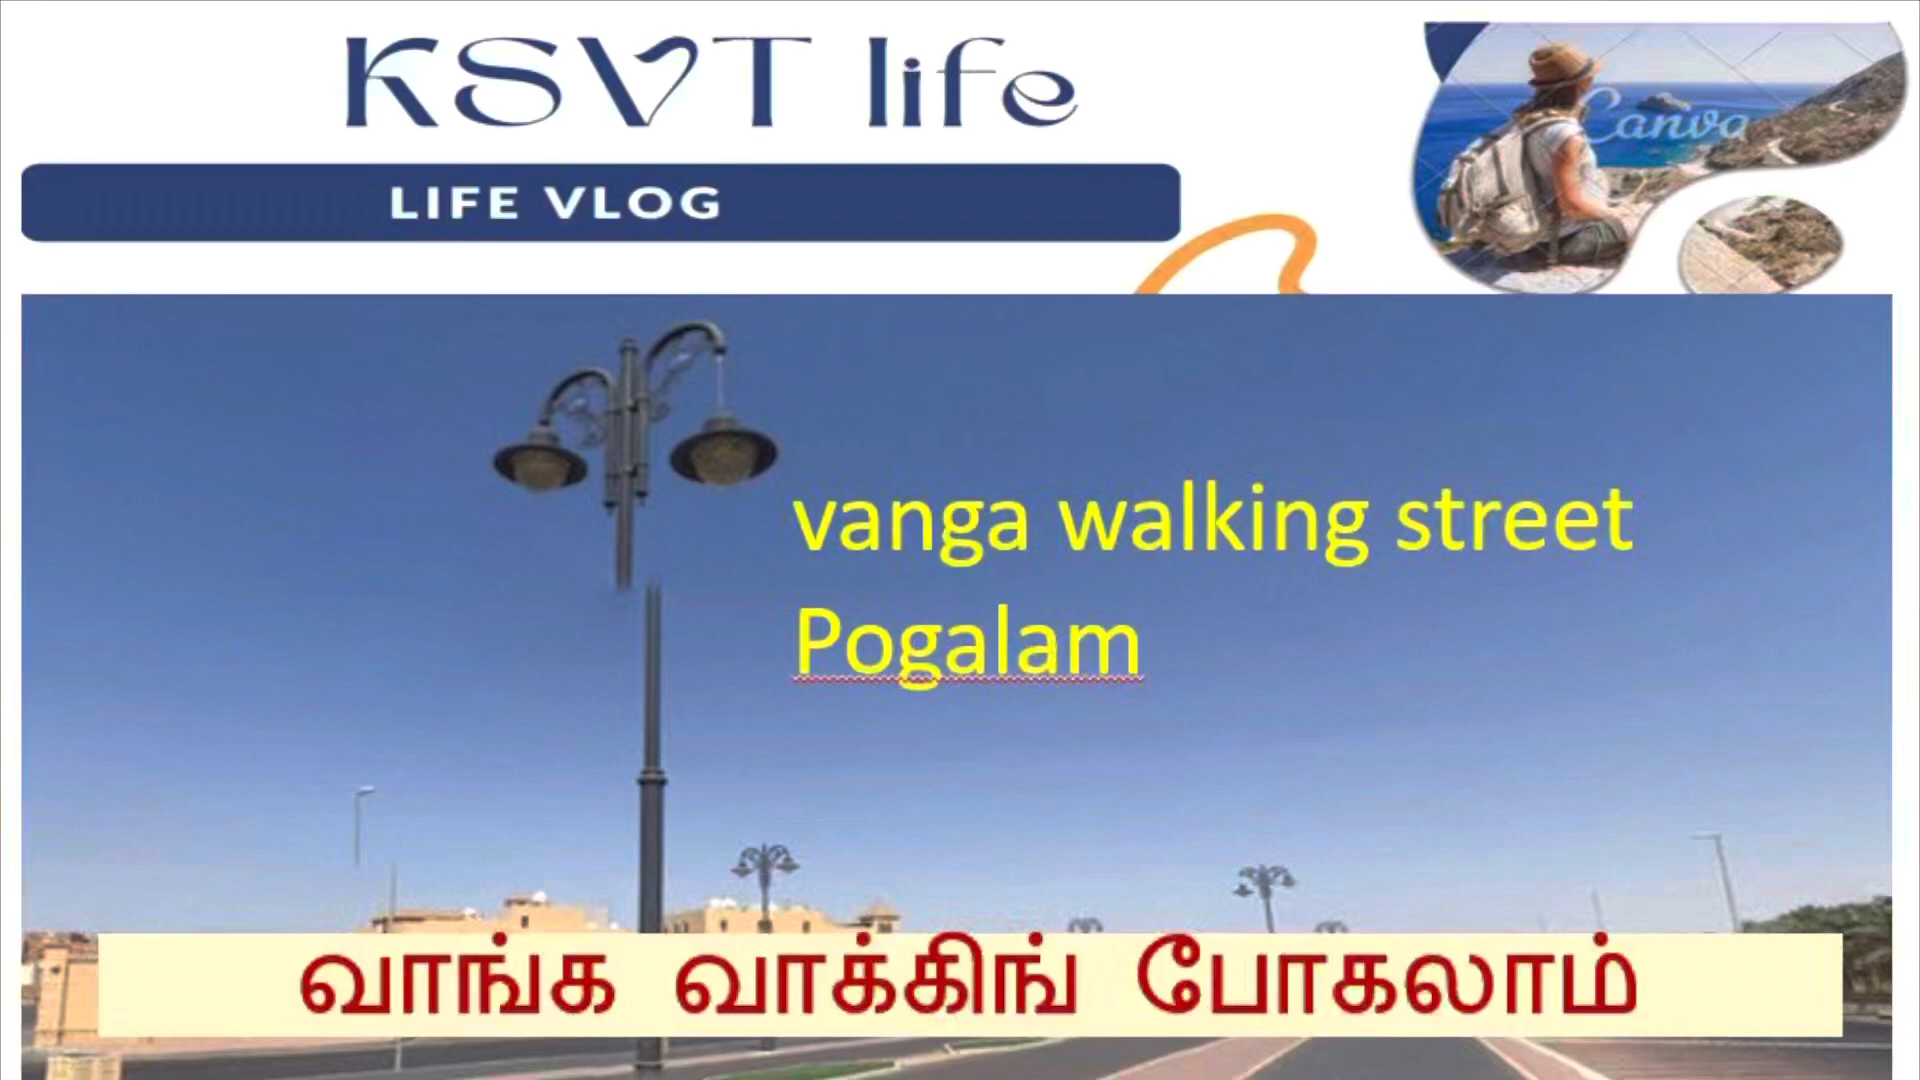 KSVT life
LIFE VLOG
Canva
vanga walking street
Pogalam
வாங்க வாக்கிங் போகலாம்